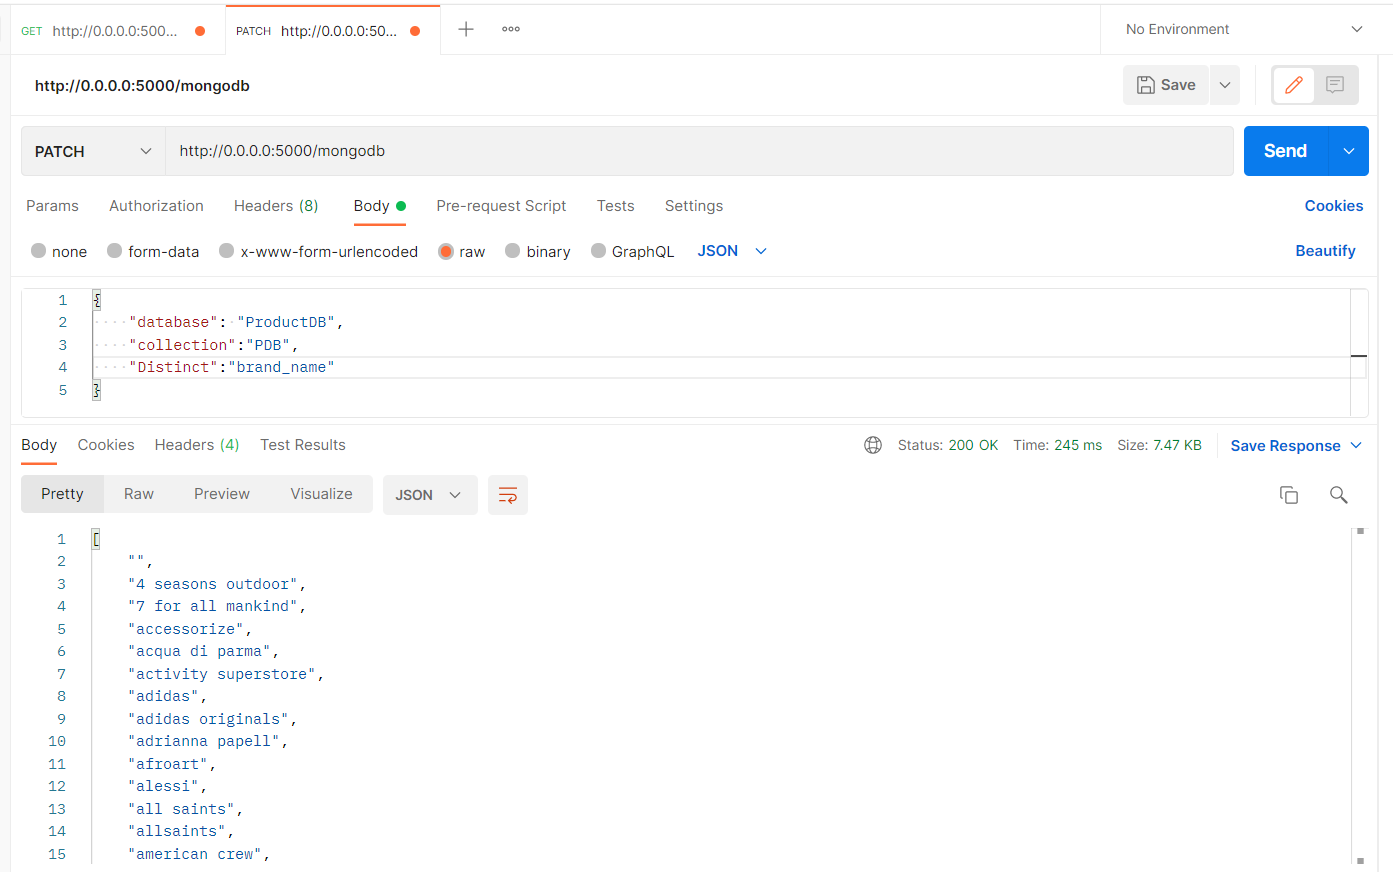 GET http://0.0.0.0:500... PATCH http://0.0.0.0:50... No Environment
http://0.0.0.0:5000/mongodb Save
PATCH http://0.0.0.0:5000/mongodb Send
Params Authorization Headers (8) Body Pre-request Script Tests Settings Cookies
none form-data x-www-form-urlencoded raw binary GraphQL JSON Beautify
1 {
2 "database": "ProductDB",
3 "collection":"PDB",
4 "Distinct":"brand_name"
5 }
Body Cookies Headers (4) Test Results Status: 200 OK Time: 245 ms Size: 7.47 KB Save Response
Pretty Raw Preview Visualize JSON
1 [
2 "",
3 "4 seasons outdoor",
4 "7 for all mankind",
5 "accessorize",
6 "acqua di parma",
7 "activity superstore",
8 "adidas",
9 "adidas originals",
10 "adrianna papell",
11 "afroart",
12 "alessi",
13 "all saints",
14 "allsaints",
15 "american crew",